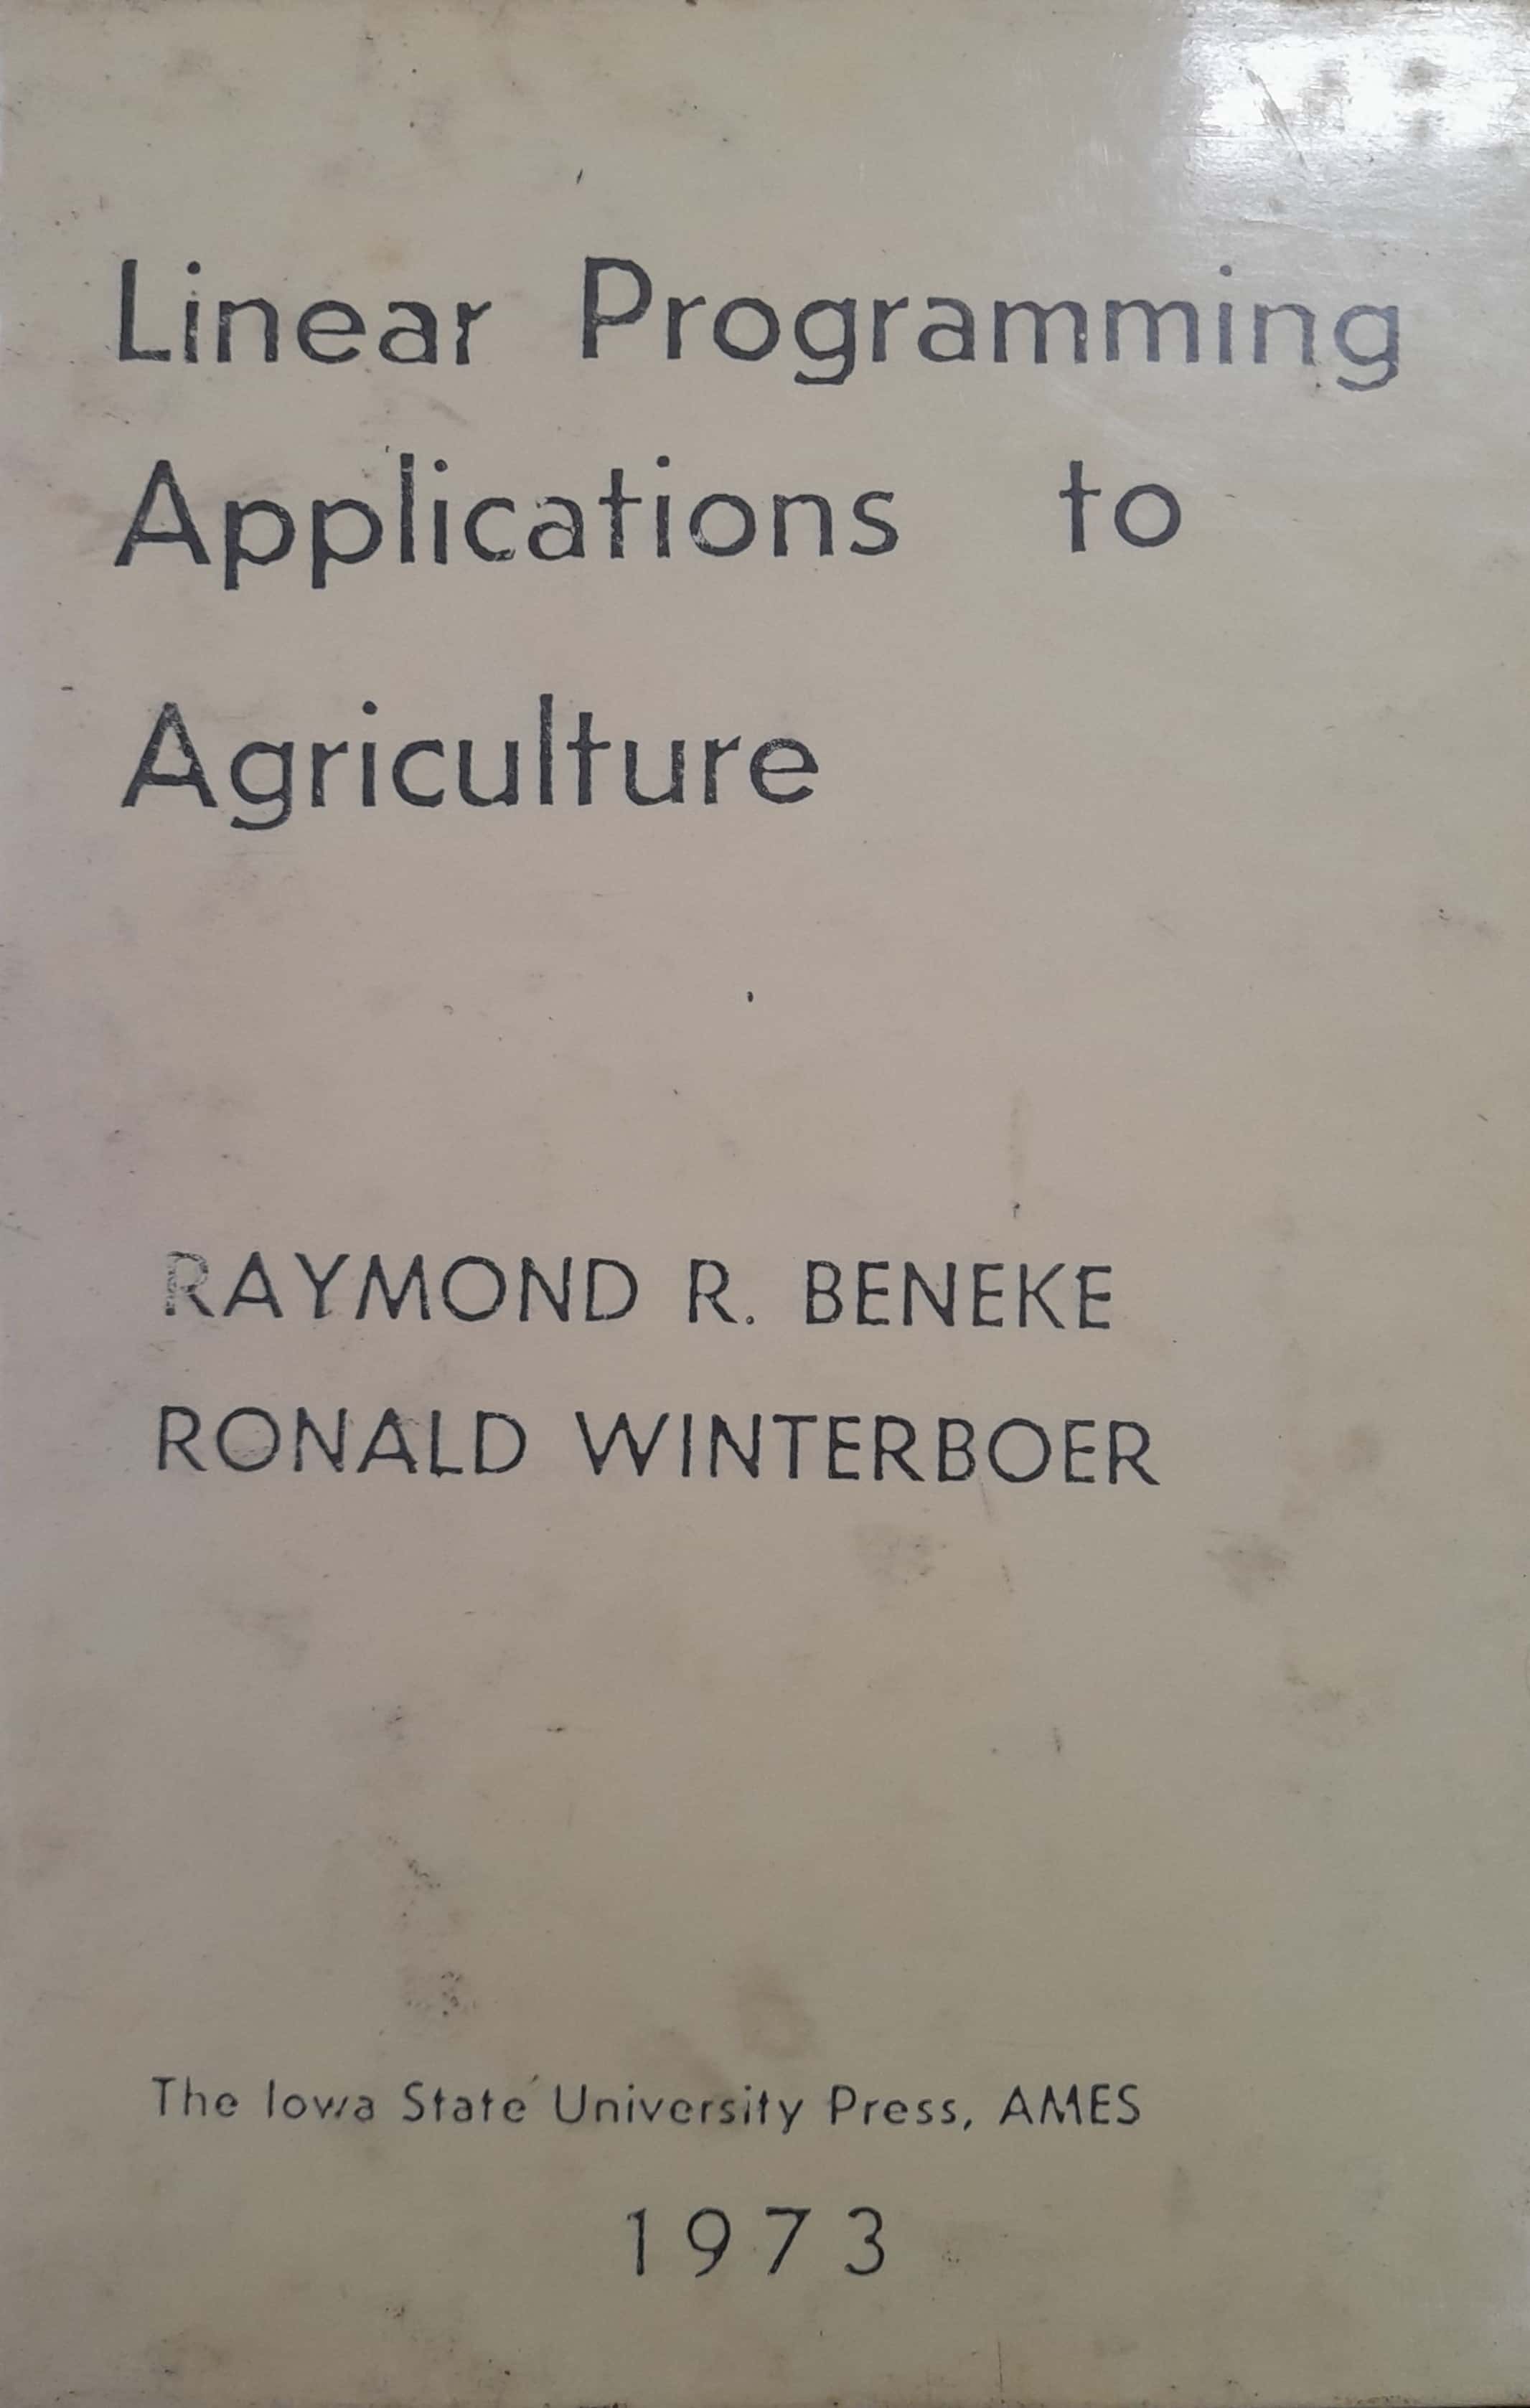 Linear Programming
Applications to
Agriculture
RAYMOND R. BENEKE
RONALD WINTERBOER
The Iowa State University Press, AMES
1973